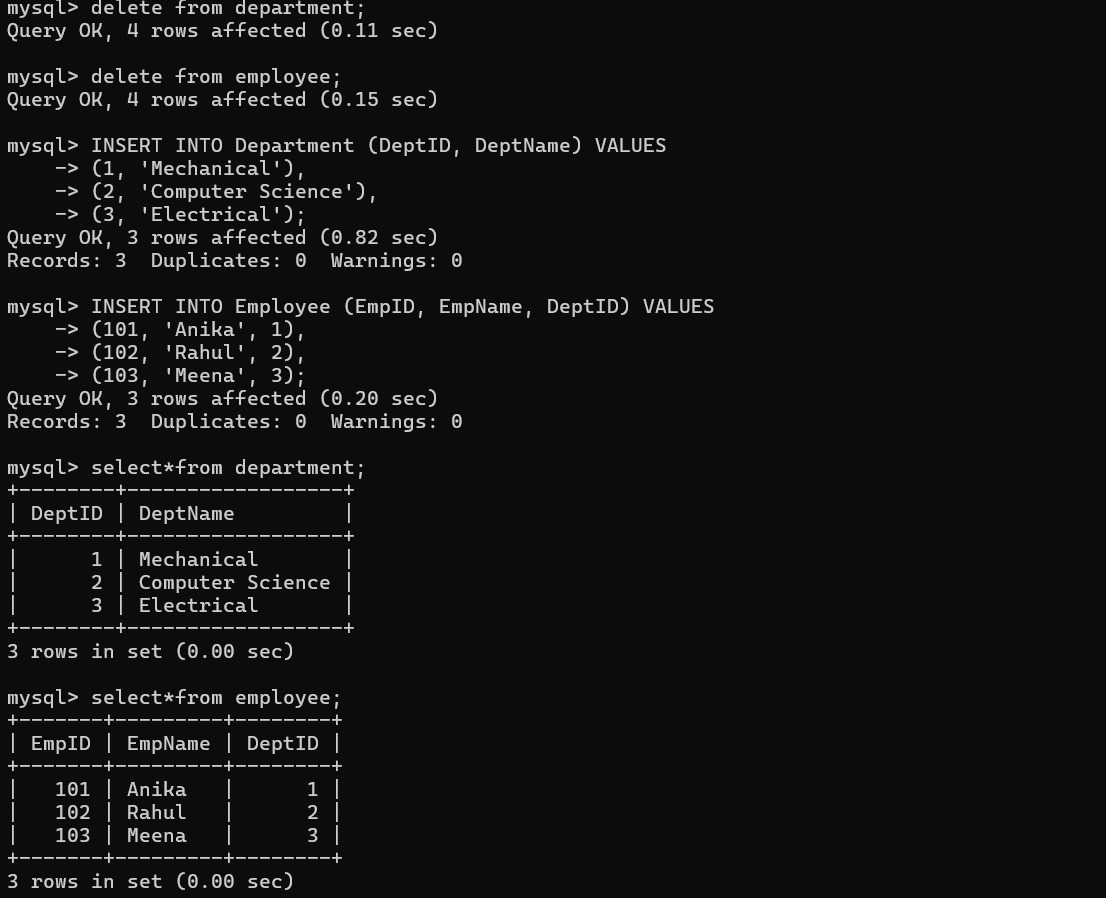 mysql> delete from department;
Query OK, 4 rows affected (0.11 sec)

mysql> delete from employee;
Query OK, 4 rows affected (0.15 sec)

mysql> INSERT INTO Department (DeptID, DeptName) VALUES
    -> (1, 'Mechanical'),
    -> (2, 'Computer Science'),
    -> (3, 'Electrical');
Query OK, 3 rows affected (0.82 sec)
Records: 3  Duplicates: 0  Warnings: 0

mysql> INSERT INTO Employee (EmpID, EmpName, DeptID) VALUES
    -> (101, 'Anika', 1),
    -> (102, 'Rahul', 2),
    -> (103, 'Meena', 3);
Query OK, 3 rows affected (0.20 sec)
Records: 3  Duplicates: 0  Warnings: 0

mysql> select*from department;
+--------+------------------+
| DeptID | DeptName         |
+--------+------------------+
|      1 | Mechanical       |
|      2 | Computer Science |
|      3 | Electrical       |
+--------+------------------+
3 rows in set (0.00 sec)

mysql> select*from employee;
+-------+---------+--------+
| EmpID | EmpName | DeptID |
+-------+---------+--------+
|   101 | Anika   |      1 |
|   102 | Rahul   |      2 |
|   103 | Meena   |      3 |
+-------+---------+--------+
3 rows in set (0.00 sec)